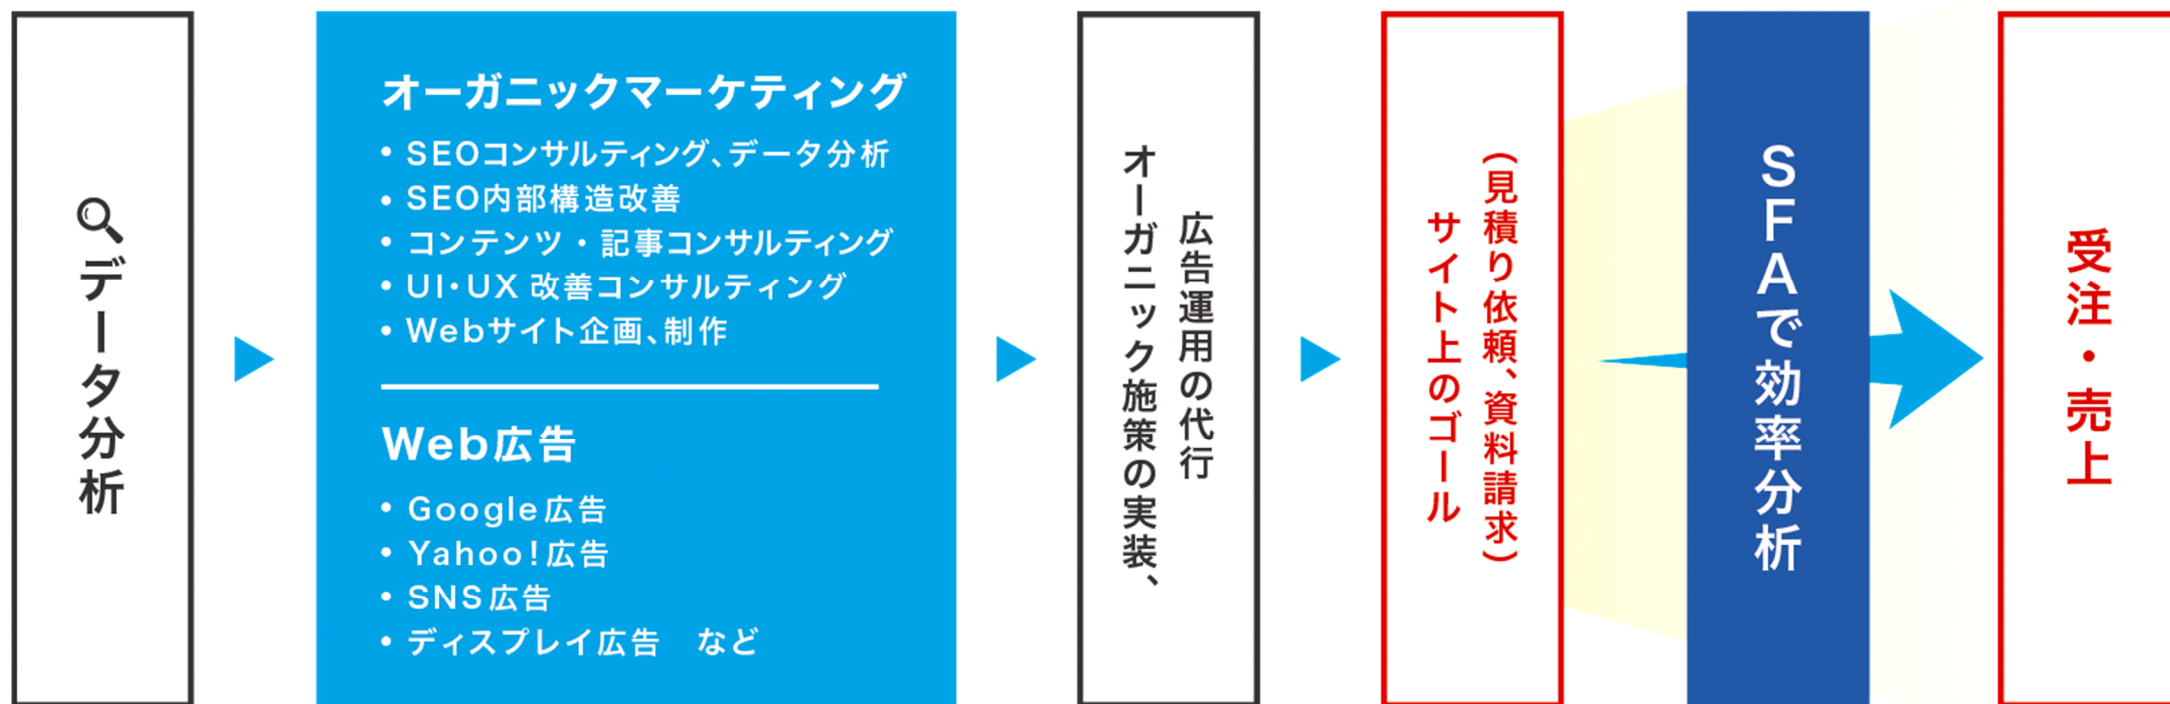 データ分析
オーガニックマーケティング
• SEOコンサルティング、データ分析
• SEO内部構造改善
• コンテンツ・記事コンサルティング
• UI・UX 改善コンサルティング
• Webサイト企画、制作
Web広告
• Google広告
• Yahoo!広告
• SNS広告
• ディスプレイ広告　など
オーガニック施策の実装、
広告運用の代行
サイト上のゴール
（見積り依頼、資料請求）
SFAで効率分析
受注・売上